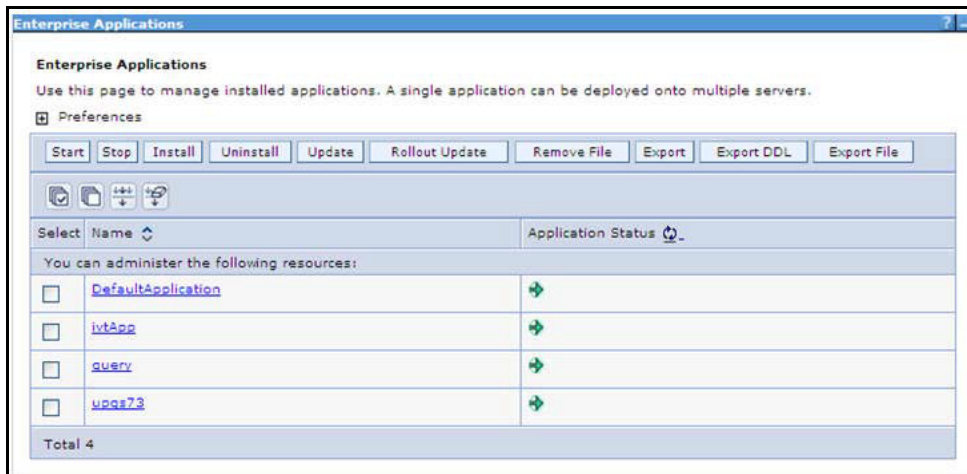 Enterprise Applications ? -
Enterprise Applications
Use this page to manage installed applications. A single application can be deployed onto multiple servers.
+ Preferences
Start Stop Install Uninstall Update Rollout Update Remove File Export Export DDL Export File
Select Name Application Status
You can administer the following resources:
DefaultApplication
ivtApp
query
upgs73
Total 4